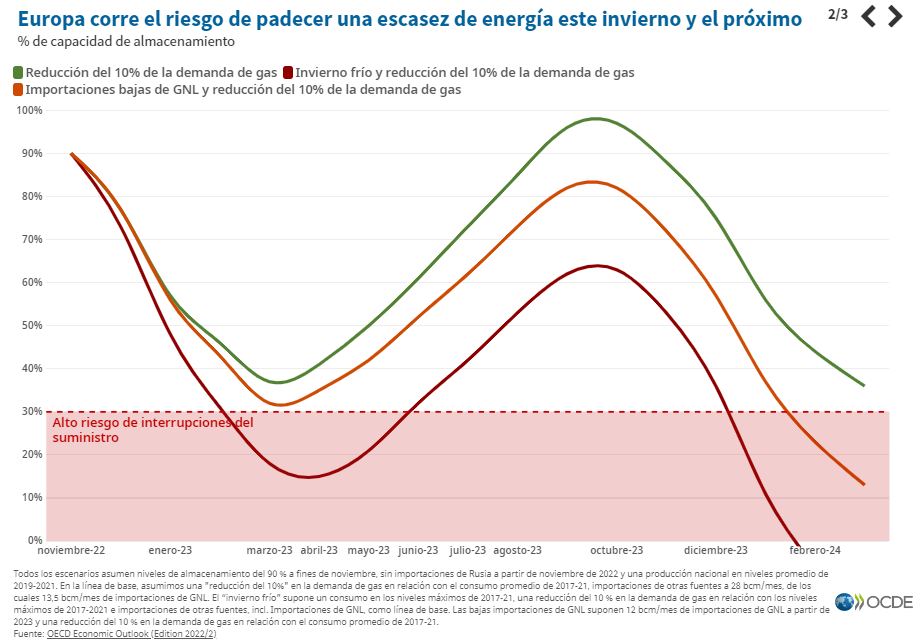 Europa corre el riesgo de padecer una escasez de energía este invierno y el próximo
2/3
% de capacidad de almacenamiento
Reducción del 10% de la demanda de gas Invierno frío y reducción del 10% de la demanda de gas
Importaciones bajas de GNL y reducción del 10% de la demanda de gas
100%
90%
80%
70%
60%
50%
40%
30%
Alto riesgo de interrupciones del
suministro
20%
10%
0%
noviembre-22 enero-23 marzo-23 abril-23 mayo-23 junio-23 julio-23 agosto-23 octubre-23 diciembre-23 febrero-24
Todos los escenarios asumen niveles de almacenamiento del 90 % a fines de noviembre, sin importaciones de Rusia a partir de noviembre de 2022 y una producción nacional en niveles promedio de
2019-2021. En la línea de base, asumimos una "reducción del 10%" en la demanda de gas en relación con el consumo promedio de 2017-21, importaciones de otras fuentes a 28 bcm/mes, de los
cuales 13,5 bcm/mes de importaciones de GNL. El "invierno frío" supone un consumo en los niveles máximos de 2017-21, una reducción del 10 % en la demanda de gas en relación con los niveles
máximos de 2017-2021 e importaciones de otras fuentes, incl. Importaciones de GNL, como línea de base. Las bajas importaciones de GNL suponen 12 bcm/mes de importaciones de GNL a partir de
2023 y una reducción del 10 % en la demanda de gas en relación con el consumo promedio de 2017-21.
Fuente: OECD Economic Outlook (Edition 2022/2)
OCDE